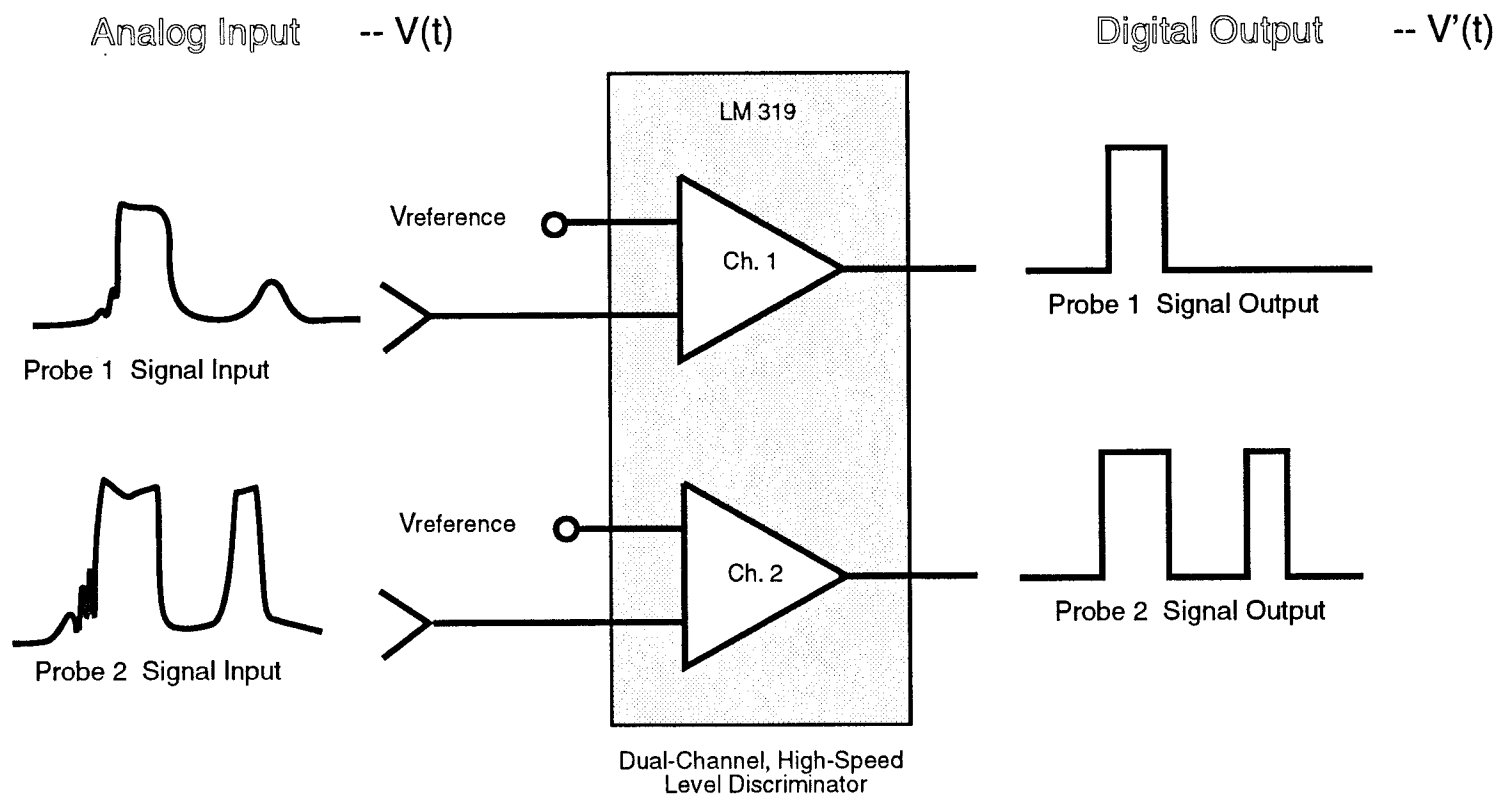 Analog Input -- V(t)
Digital Output -- V'(t)
LM 319
Vreference
Ch. 1
Probe 1 Signal Input
Probe 1 Signal Output
Vreference
Ch. 2
Probe 2 Signal Input
Probe 2 Signal Output
Dual-Channel, High-Speed
Level Discriminator